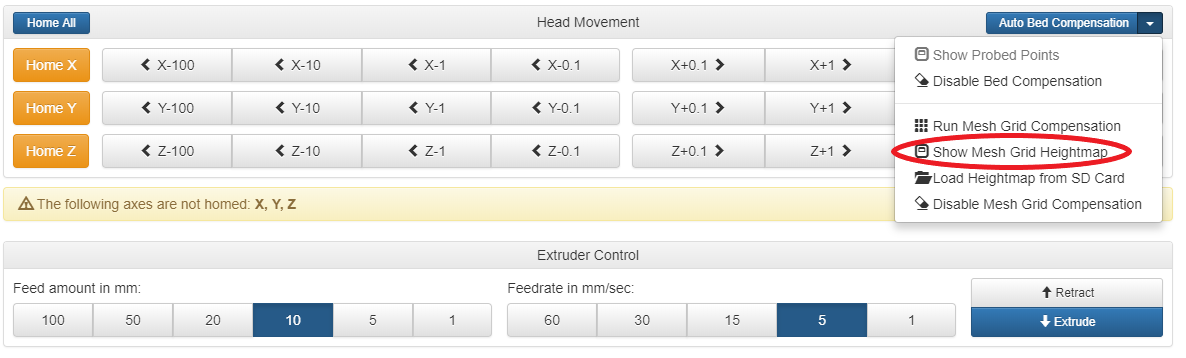 Home All Head Movement Auto Bed Compensation
Home X X-100 X-10 X-1 X-0.1 X+0.1 X+1
Home Y Y-100 Y-10 Y-1 Y-0.1 Y+0.1 Y+1
Home Z Z-100 Z-10 Z-1 Z-0.1 Z+0.1 Z+1
Show Probed Points
Disable Bed Compensation
Run Mesh Grid Compensation
Show Mesh Grid Heightmap
Load Heightmap from SD Card
Disable Mesh Grid Compensation
The following axes are not homed: X, Y, Z
Extruder Control
Feed amount in mm: Feedrate in mm/sec:
100 50 20 10 5 1 60 30 15 5 1
Retract
Extrude